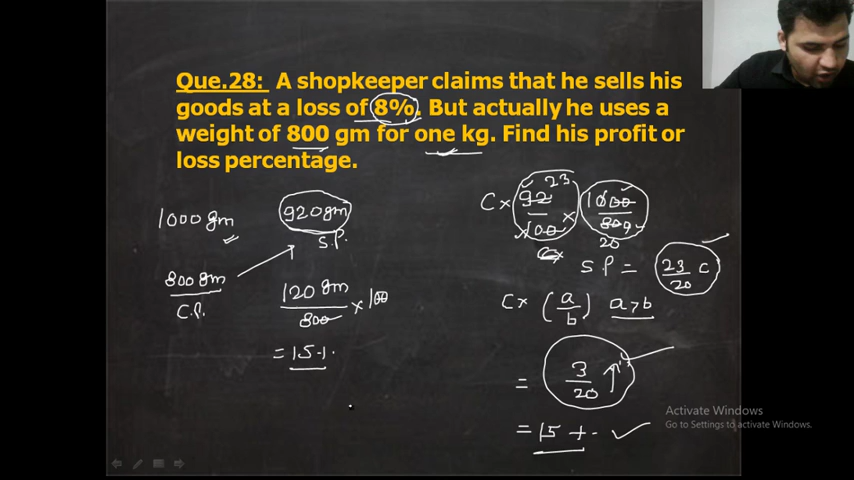 Que.28: A shopkeeper claims that he sells his
goods at a loss of 8%. But actually he uses a
weight of 800 gm for one kg. Find his profit or
loss percentage.
1000 gm
920 gm
S.P.
800 gm
C.P.
120 gm
800
× 100
= 15%
C × 92 23
100
1000
800
20
S P = 23 C
20
C × (a/b) a > b
= 3 ↑
20
= 15 %
Activate Windows
Go to Settings to activate Windows.